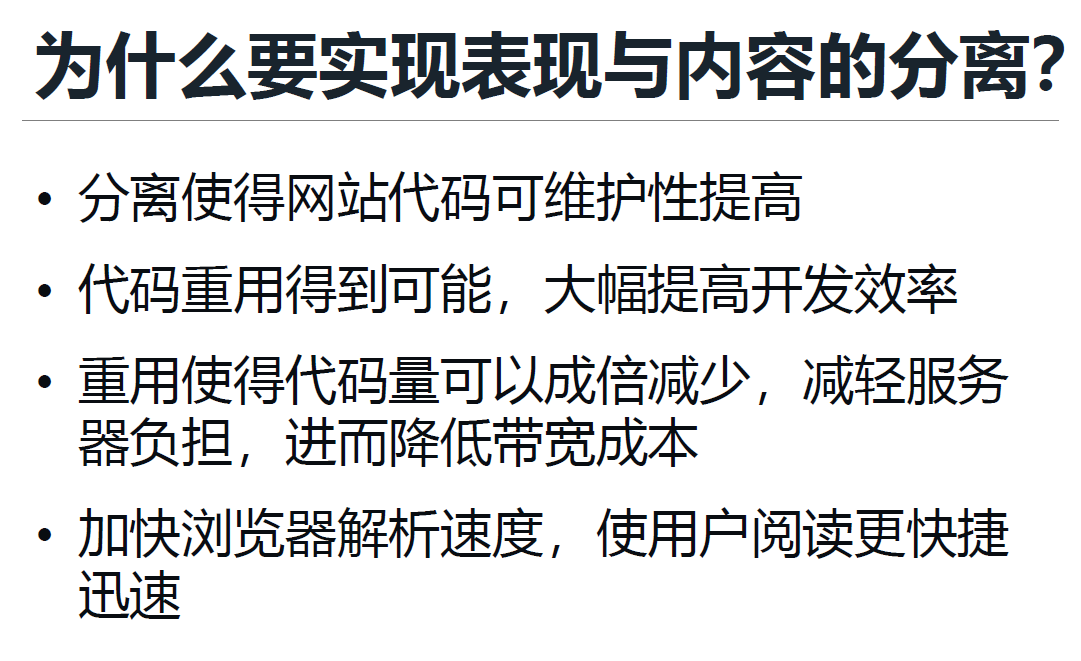 为什么要实现表现与内容的分离?
• 分离使得网站代码可维护性提高
• 代码重用得到可能，大幅提高开发效率
• 重用使得代码量可以成倍减少，减轻服务
器负担，进而降低带宽成本
• 加快浏览器解析速度，使用户阅读更快捷
迅速